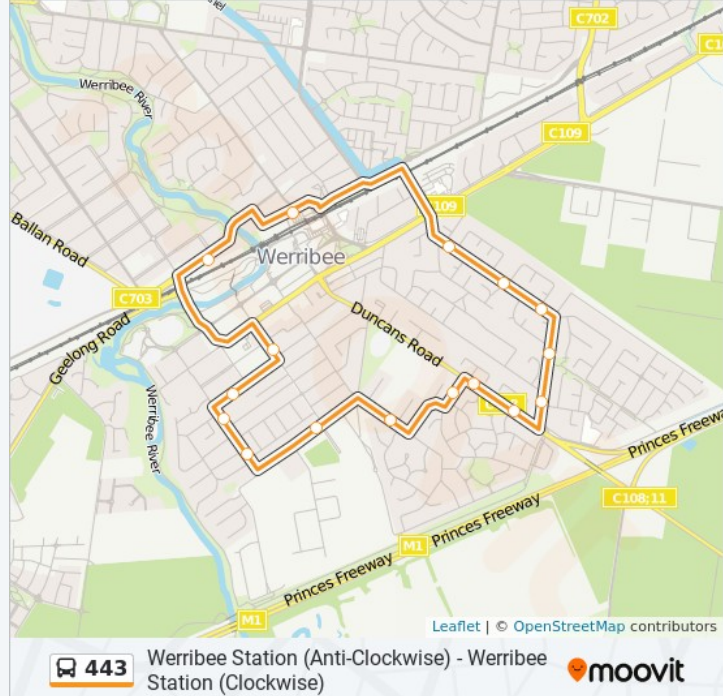 C702
C1
Werribee River
C109
C109
Ballan Road
Werribee
C703
Duncans Road
Geelong Road
Werribee River
Princes Freeway
C108;11
Princes Freeway
M1
Princes Freeway
M1
Leaflet | © OpenStreetMap contributors
443 Werribee Station (Anti-Clockwise) - Werribee
Station (Clockwise)
moovit